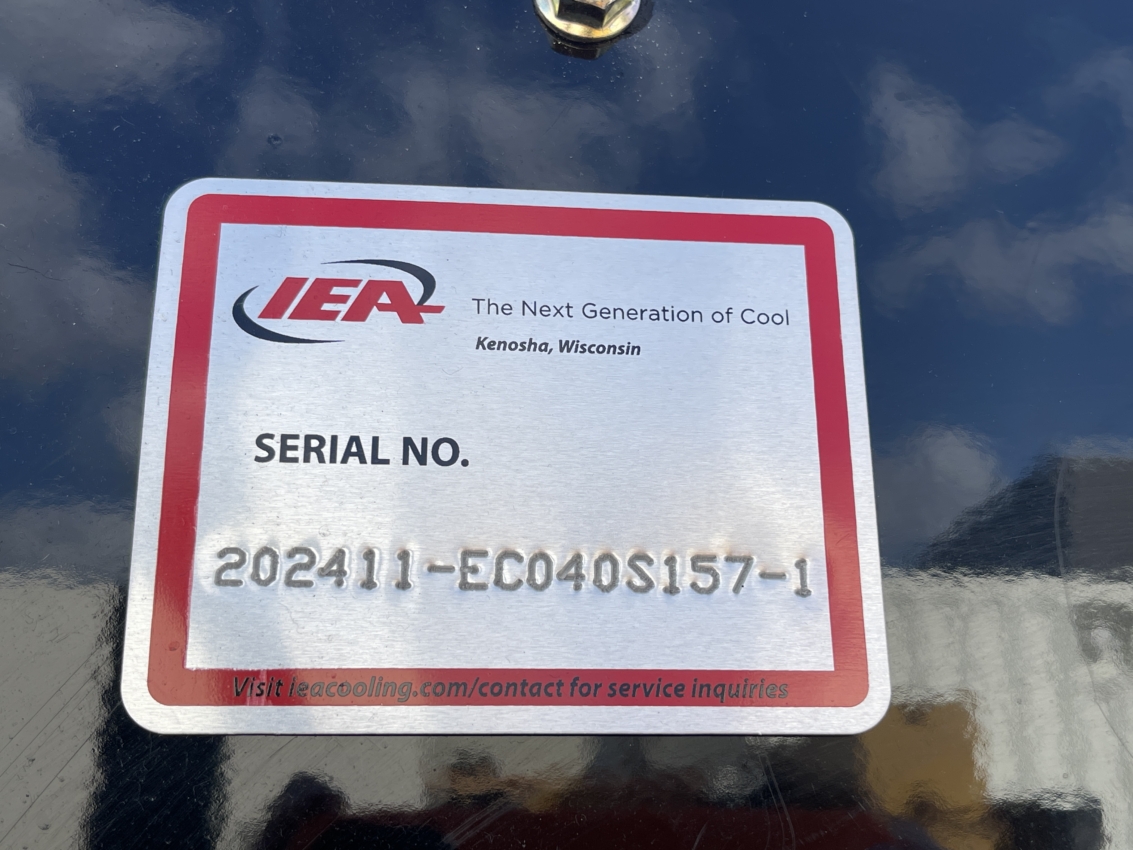 IEA
The Next Generation of Cool
Kenosha, Wisconsin
SERIAL NO.
202411-EC040S157-1
Visit ieacooling.com/contact for service inquiries